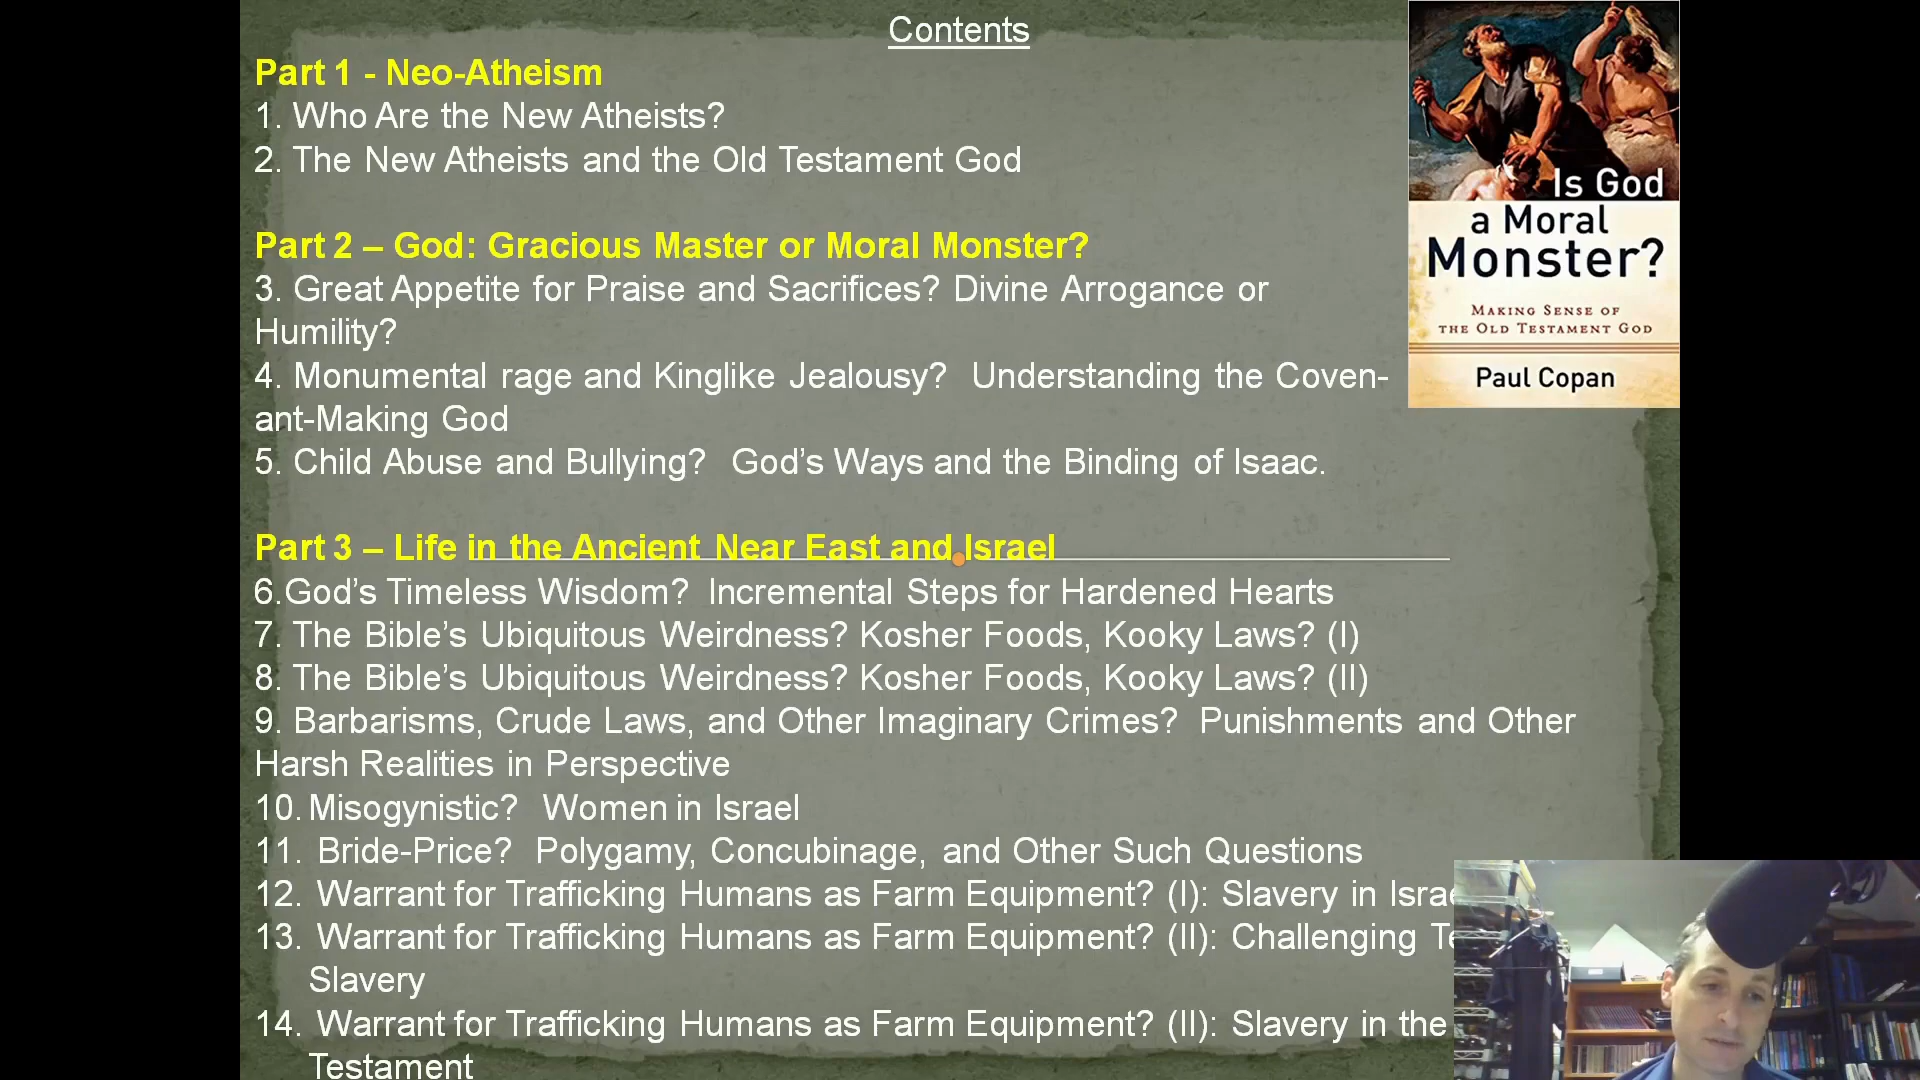 Contents
Part 1 - Neo-Atheism
1. Who Are the New Atheists?
2. The New Atheists and the Old Testament God
Part 2 – God: Gracious Master or Moral Monster?
3. Great Appetite for Praise and Sacrifices? Divine Arrogance or
Humility?
4. Monumental rage and Kinglike Jealousy?  Understanding the Coven-
ant-Making God
5. Child Abuse and Bullying?  God’s Ways and the Binding of Isaac.
Part 3 – Life in the Ancient Near East and Israel
6.God’s Timeless Wisdom?  Incremental Steps for Hardened Hearts
7. The Bible’s Ubiquitous Weirdness? Kosher Foods, Kooky Laws? (I)
8. The Bible’s Ubiquitous Weirdness? Kosher Foods, Kooky Laws? (II)
9. Barbarisms, Crude Laws, and Other Imaginary Crimes?  Punishments and Other
Harsh Realities in Perspective
10. Misogynistic?  Women in Israel
11. Bride-Price?  Polygamy, Concubinage, and Other Such Questions
12. Warrant for Trafficking Humans as Farm Equipment? (I): Slavery in
13. Warrant for Trafficking Humans as Farm Equipment? (II): Challenging
Slavery
14. Warrant for Trafficking Humans as Farm Equipment? (II): Slavery in the
Testament
Is God
a Moral
Monster?
MAKING SENSE OF
THE OLD TESTAMENT GOD
Paul Copan